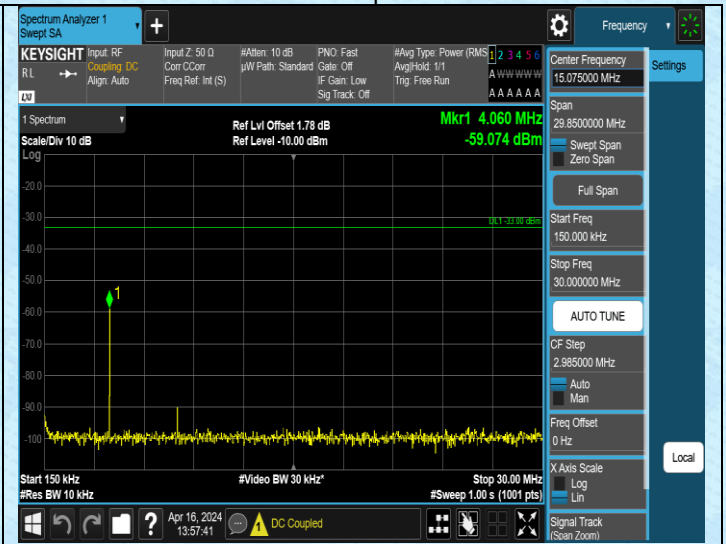 Spectrum Analyzer 1
Swept SA
Frequency
KEYSIGHT
RL
LXI
Input: RF
Coupling: DC
Align: Auto
Input Z: 50 Ω
Corr CCorr
Freq Ref: Int (S)
#Atten: 10 dB
µW Path: Standard
PNO: Fast
Gate: Off
IF Gain: Low
Sig Track: Off
#Avg Type: Power (RMS
Avg|Hold: 1/1
Trig: Free Run
1 2 3 4 5 6
A W W W W W
A A A A A A
1 Spectrum
Scale/Div 10 dB
Log
Ref Lvl Offset 1.78 dB
Ref Level -10.00 dBm
Mkr1 4.060 MHz
-59.074 dBm
-20.0
-30.0
DL1 -33.00 dBm
-40.0
-50.0
1
-60.0
-70.0
-80.0
-90.0
-100
Start 150 kHz
#Res BW 10 kHz
#Video BW 30 kHz*
Stop 30.00 MHz
#Sweep 1.00 s (1001 pts)
?
Apr 16, 2024
13:57:41
DC Coupled
Center Frequency
15.075000 MHz
Span
29.8500000 MHz
Swept Span
Zero Span
Full Span
Start Freq
150.000 kHz
Stop Freq
30.000000 MHz
AUTO TUNE
CF Step
2.985000 MHz
Auto
Man
Freq Offset
0 Hz
X Axis Scale
Log
Lin
Signal Track
(Span Zoom)
Settings
Local